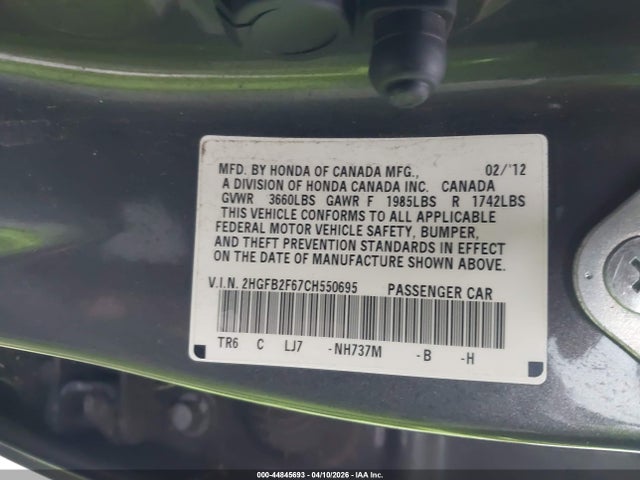 MFD. BY HONDA OF CANADA MFG., 02/'12
A DIVISION OF HONDA CANADA INC. CANADA
GVWR 3660LBS GAWR F 1985LBS R 1742LBS
THIS VEHICLE CONFORMS TO ALL APPLICABLE
FEDERAL MOTOR VEHICLE SAFETY, BUMPER,
AND THEFT PREVENTION STANDARDS IN EFFECT
ON THE DATE OF MANUFACTURE SHOWN ABOVE.
V.I.N. 2HGFB2F67CH550695 PASSENGER CAR
TR6 C LJ7 -NH737M -B -H
000-44845693 - 04/10/2026 - IAA Inc.